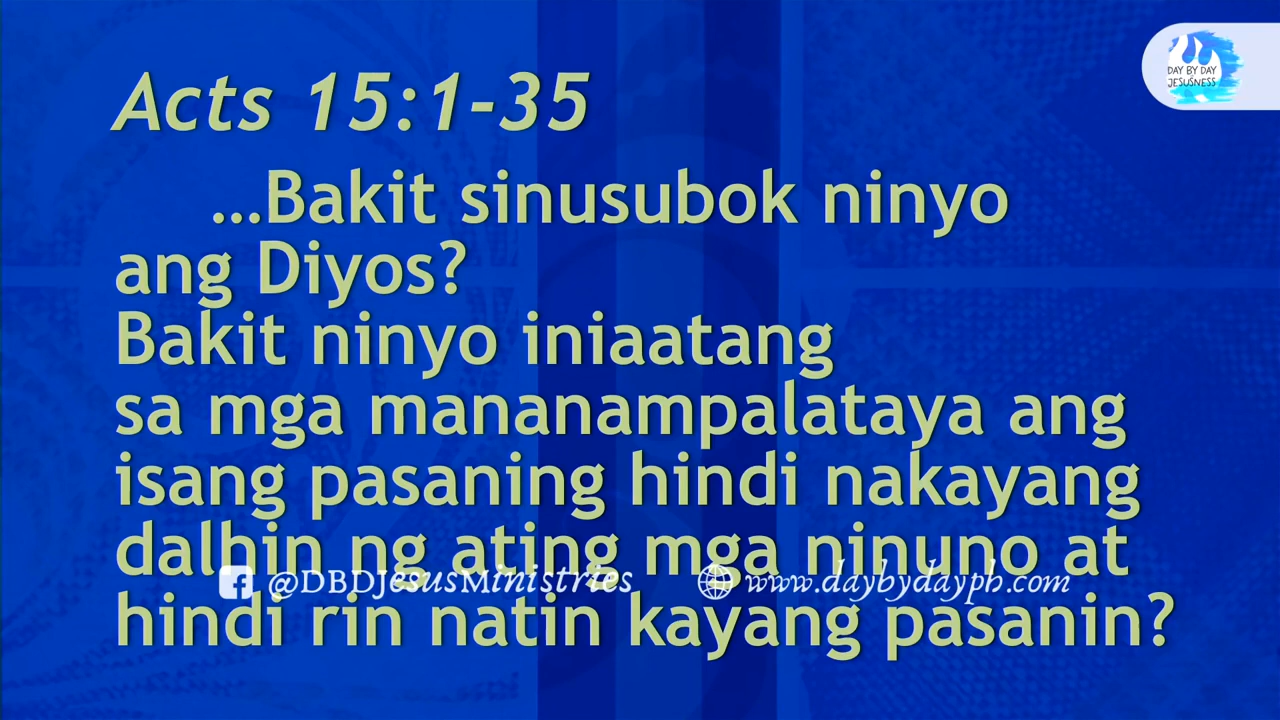 DAY BY DAY
JESUSNESS
Acts 15:1-35
...Bakit sinusubok ninyo
ang Diyos?
Bakit ninyo iniaatang
sa mga mananampalataya ang
isang pasaning hindi nakayang
dalhin ng ating mga ninuno at
@DBDJesusMinistries www.daybydayph.com
hindi rin natin kayang pasanin?